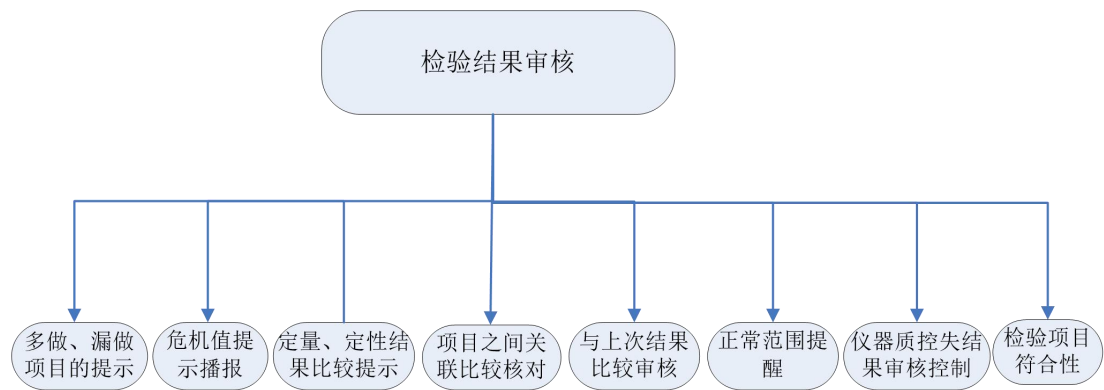 检验结果审核
多做、漏做
项目的提示
危机值提
示播报
定量、定性结
果比较提示
项目之间关
联比较核对
与上次结果
比较审核
正常范围提
醒
仪器质控失结
果审核控制
检验项目
符合性